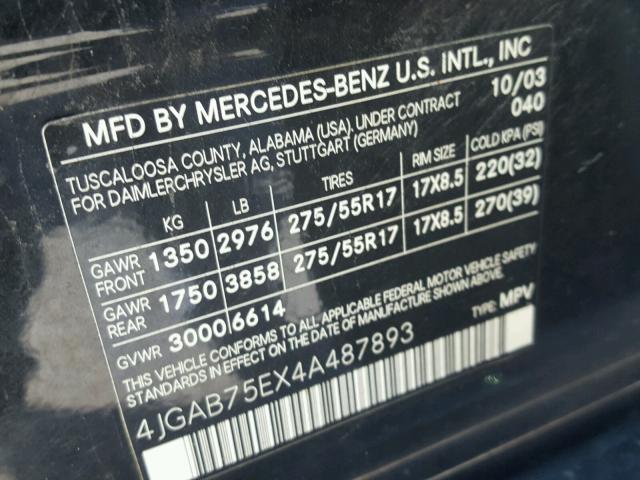 MFD BY MERCEDES-BENZ U.S. INTL., INC
TUSCALOOSA COUNTY, ALABAMA (USA). UNDER CONTRACT 10/03
FOR DAIMLERCHRYSLER AG, STUTTGART (GERMANY) 040
KG LB TIRES RIM SIZE COLD KPA (PSI)
GAWR FRONT 1350 2976 275/55R17 17X8.5 220(32)
GAWR REAR 1750 3858 275/55R17 17X8.5 270(39)
GVWR 3000 6614
THIS VEHICLE CONFORMS TO ALL APPLICABLE FEDERAL MOTOR VEHICLE SAFETY
STANDARDS IN EFFECT ON THE DATE OF MANUFACTURE SHOWN ABOVE.
4JGAB75EX4A487893 TYPE: MPV